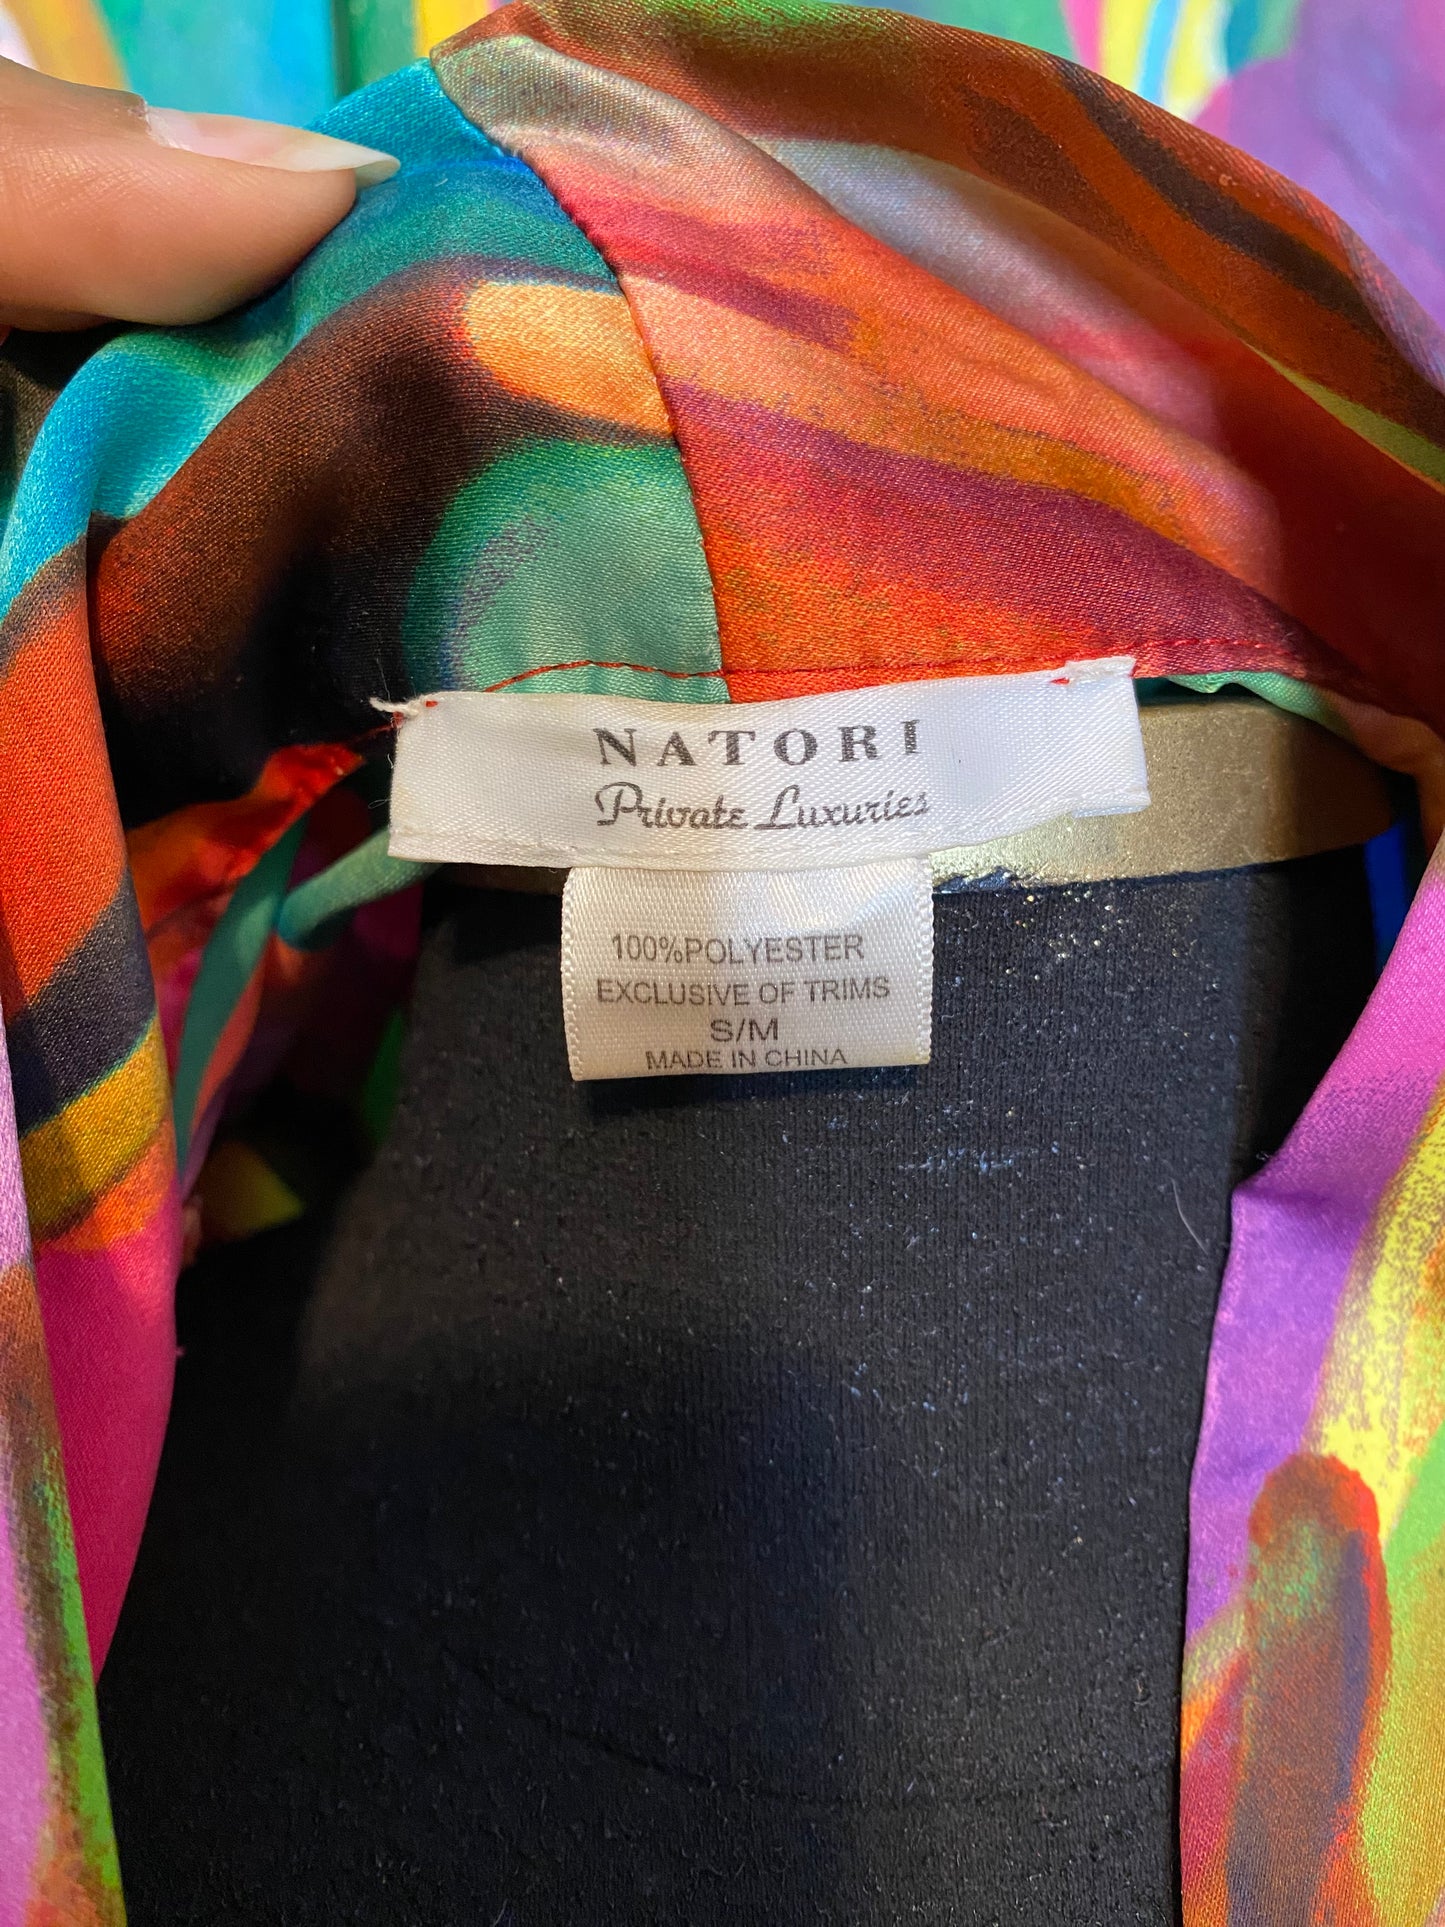 NATORI
Private Luxuries
100%POLYESTER
EXCLUSIVE OF TRIMS
S/M
MADE IN CHINA